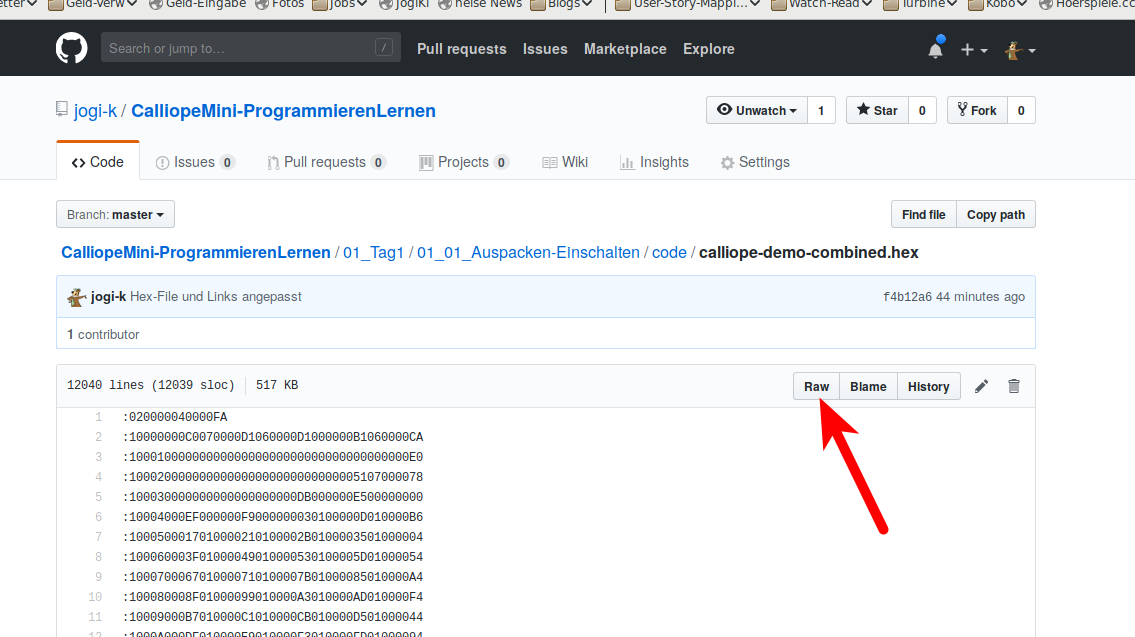 etter Geld-Verw Geld-Eingabe Fotos Jobs JogiKi heise News Blogs User-Story-Mappi... Watch-Read Turbine Kobo Hoerspiele.cc
Search or jump to… / Pull requests Issues Marketplace Explore
jogi-k / CalliopeMini-ProgrammierenLernen Unwatch 1 Star 0 Fork 0
Code Issues 0 Pull requests 0 Projects 0 Wiki Insights Settings
Branch: master Find file Copy path
CalliopeMini-ProgrammierenLernen / 01_Tag1 / 01_01_Auspacken-Einschalten / code / calliope-demo-combined.hex
jogi-k Hex-File und Links angepasst f4b12a6 44 minutes ago
1 contributor
12040 lines (12039 sloc) 517 KB Raw Blame History
1 :020000040000FA
2 :10000000C0070000D1060000D1000000B1060000CA
3 :1000100000000000000000000000000000000000E0
4 :100020000000000000000000000000005107000078
5 :100030000000000000000000DB000000E500000000
6 :10004000EF000000F9000000030100000D010000B6
7 :1000500017010000210100002B0100003501000004
8 :100060003F01000049010000530100005D01000054
9 :1000700067010000710100007B01000085010000A4
10 :100080008F01000099010000A3010000AD010000F4
11 :10009000B7010000C1010000CB010000D501000044
12 :1000A000DF010000E9010000F3010000FD01000094